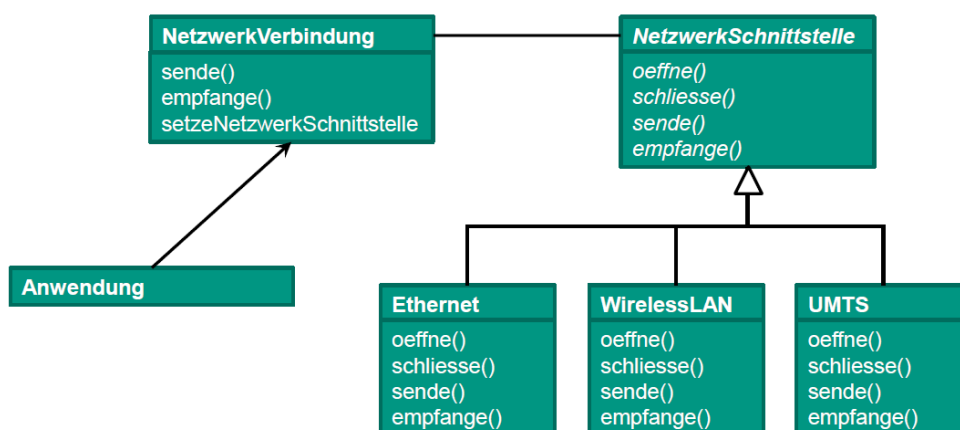 NetzwerkVerbindung
sende()
empfange()
setzeNetzwerkSchnittstelle
NetzwerkSchnittstelle
oeffne()
schliesse()
sende()
empfange()
Anwendung
Ethernet
oeffne()
schliesse()
sende()
empfange()
WirelessLAN
oeffne()
schliesse()
sende()
empfange()
UMTS
oeffne()
schliesse()
sende()
empfange()